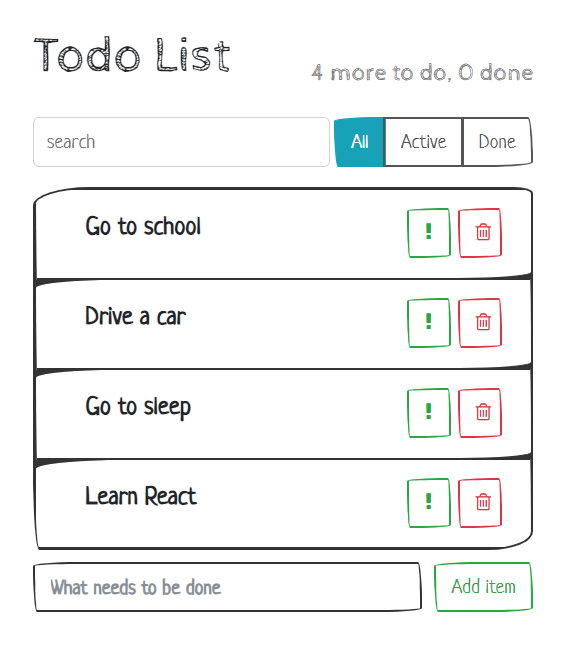 Todo List
4 more to do, 0 done
search
All Active Done
Go to school
!
Drive a car
!
Go to sleep
!
Learn React
!
What needs to be done
Add item